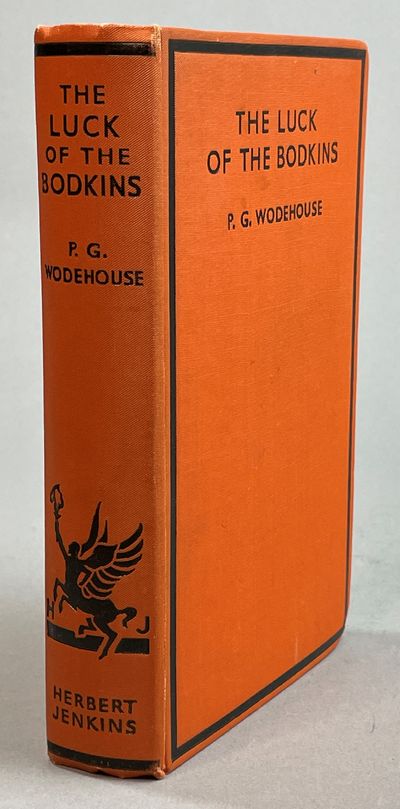 THE
LUCK
OF THE
BODKINS
P. G.
WODEHOUSE
H J
HERBERT
JENKINS
THE LUCK
OF THE BODKINS
P. G. WODEHOUSE